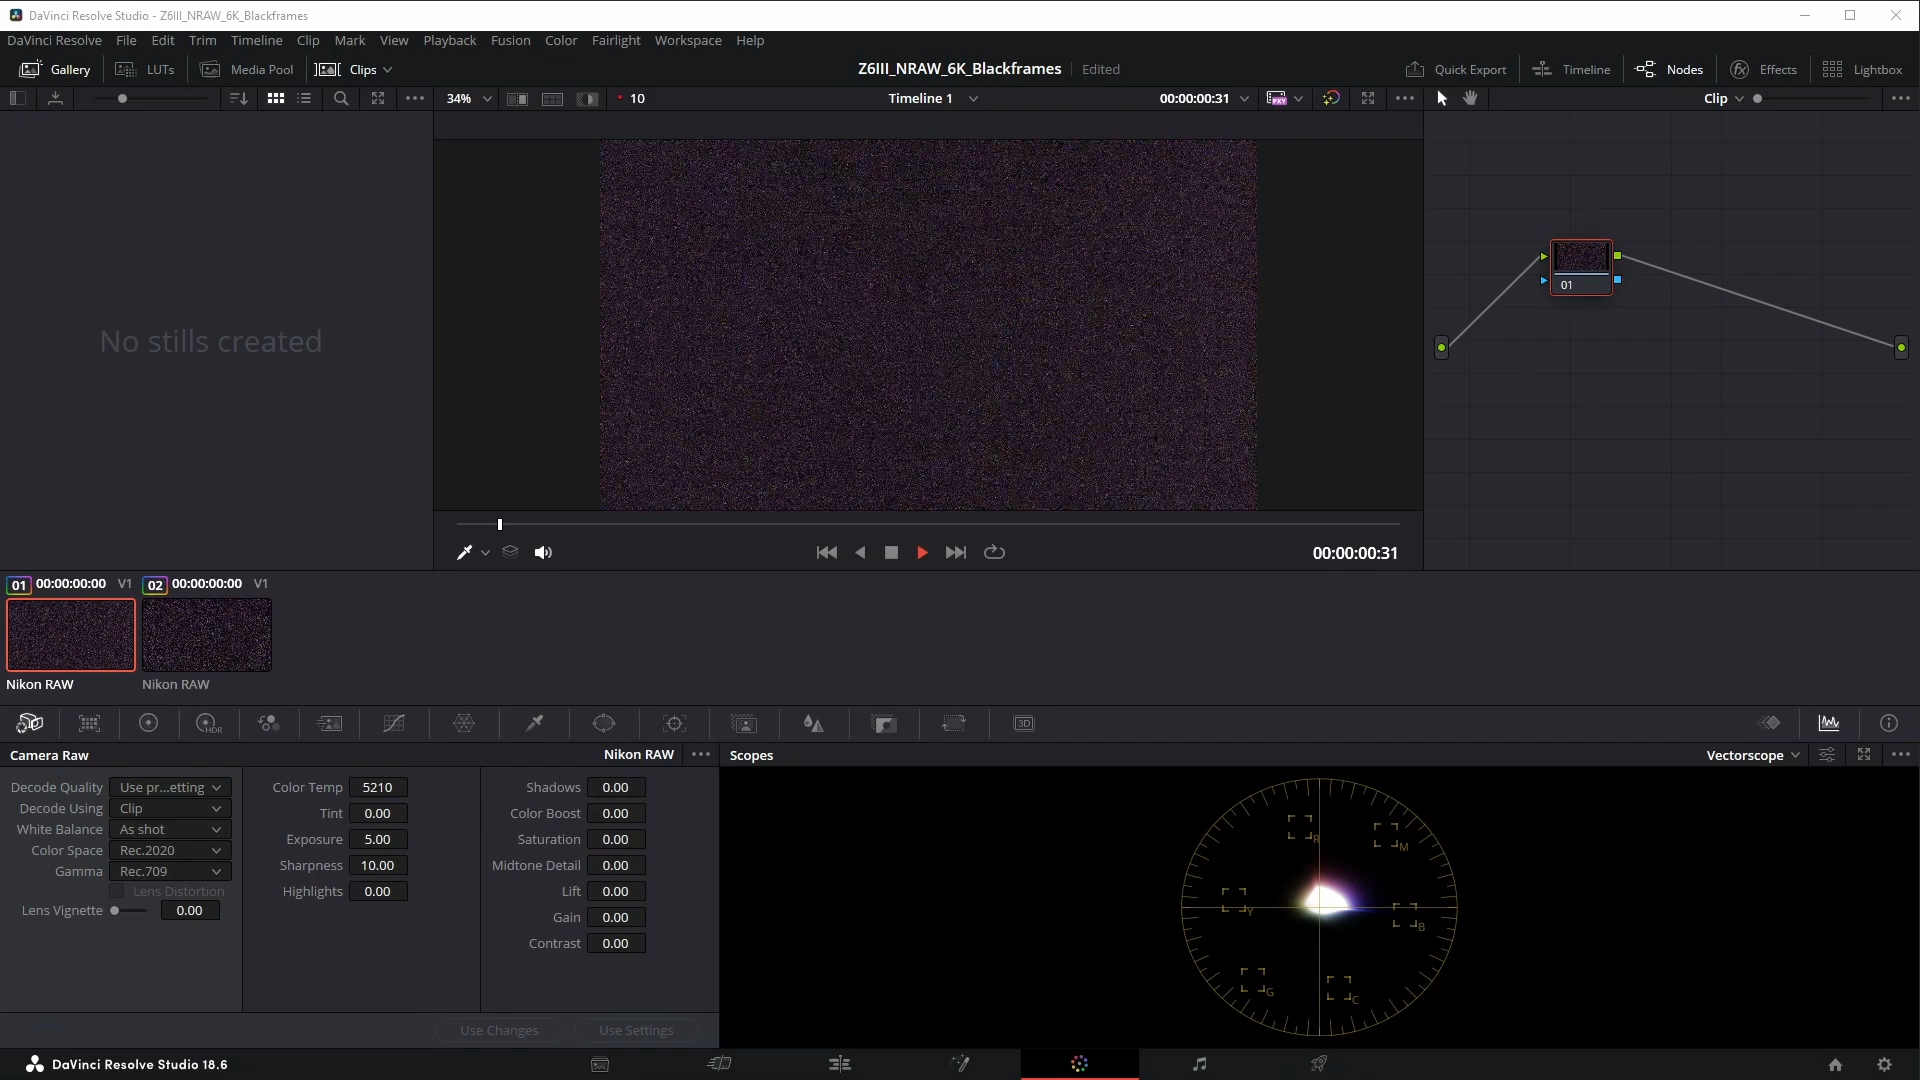 DaVinci Resolve Studio - Z6III_NRAW_6K_Blackframes
DaVinci Resolve File Edit Trim Timeline Clip Mark View Playback Fusion Color Fairlight Workspace Help
Gallery LUTs Media Pool Clips Z6III_NRAW_6K_Blackframes Edited Quick Export Timeline Nodes Effects Lightbox
34% 10 Timeline 1 00:00:00:31 PXY Clip
No stills created
01
00:00:00:31
01 00:00:00:00 V1 02 00:00:00:00 V1
Nikon RAW Nikon RAW
HDR 3D
Camera Raw Nikon RAW Scopes Vectorscope
Decode Quality Use pr...etting Color Temp 5210 Shadows 0.00
Decode Using Clip Tint 0.00 Color Boost 0.00
White Balance As shot Exposure 5.00 Saturation 0.00
Color Space Rec.2020 Sharpness 10.00 Midtone Detail 0.00
Gamma Rec.709 Highlights 0.00 Lift 0.00
Lens Distortion
Lens Vignette 0.00 Gain 0.00
Contrast 0.00
R M
Y B
G C
Use Changes Use Settings
DaVinci Resolve Studio 18.6